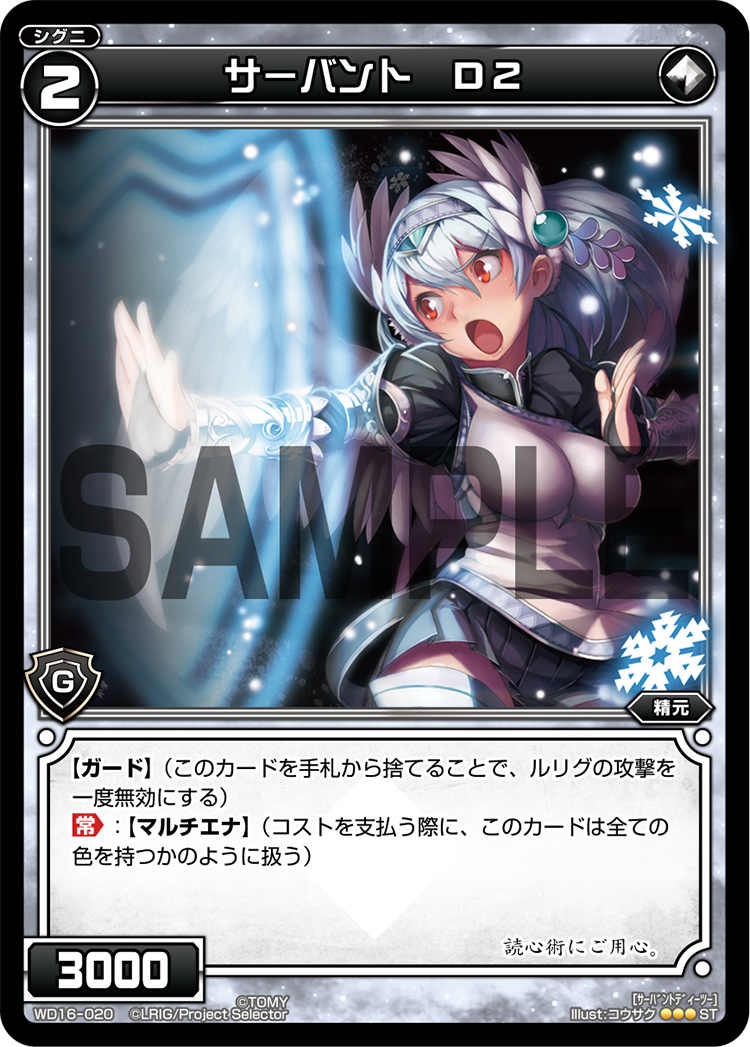 シグニ
2
サーバント　D2
SAMPLE
G
精元
【ガード】（このカードを手札から捨てることで、ルリグの攻撃を
一度無効にする）
常：【マルチエナ】（コストを支払う際に、このカードは全ての
色を持つかのように扱う）
読心術にご用心。
3000
©TOMY
[サーバントディーツー]
WD16-020 ©LRIG/Project Selector
Illust:コウサク ST